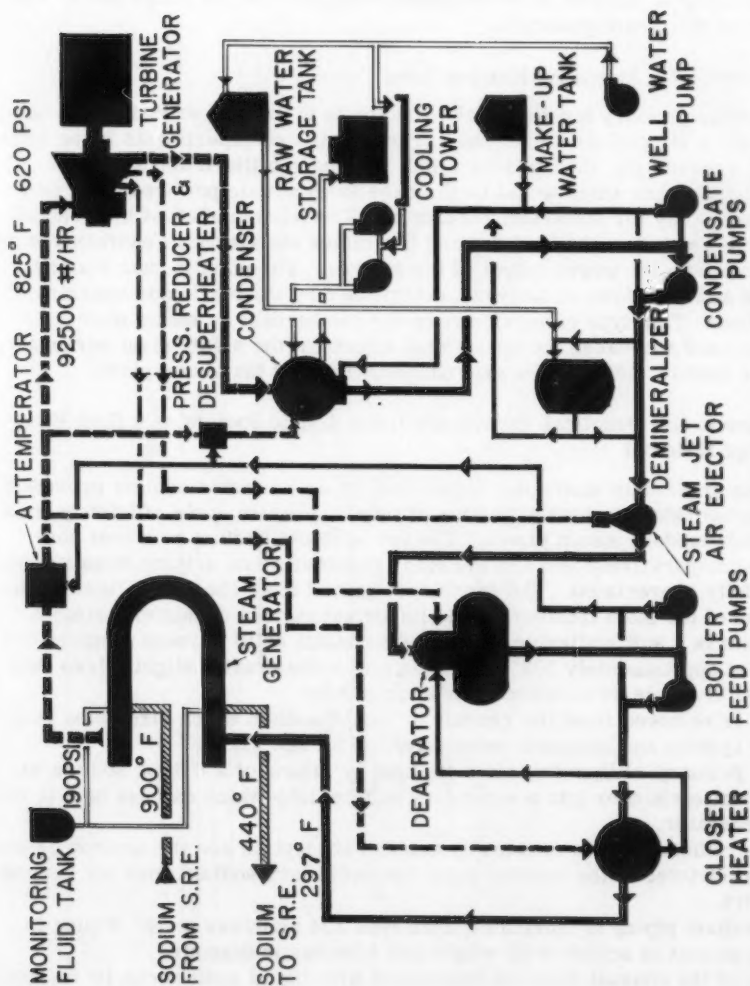 MONITORING
FLUID TANK
190PSI
ATTEMPERATOR
825° F 620 PSI
92500 #/HR
TURBINE
GENERATOR
SODIUM
FROM S.R.E.
900° F
STEAM
GENERATOR
PRESS REDUCER &
DESUPERHEATER
CONDENSER
RAW WATER
STORAGE TANK
SODIUM
TO S.R.E.
440° F
297° F
COOLING
TOWER
DEAERATOR
MAKE-UP
WATER TANK
DEMINERALIZER
STEAM JET
AIR EJECTOR
CLOSED
HEATER
BOILER
FEED PUMPS
CONDENSATE
PUMPS
WELL WATER
PUMP